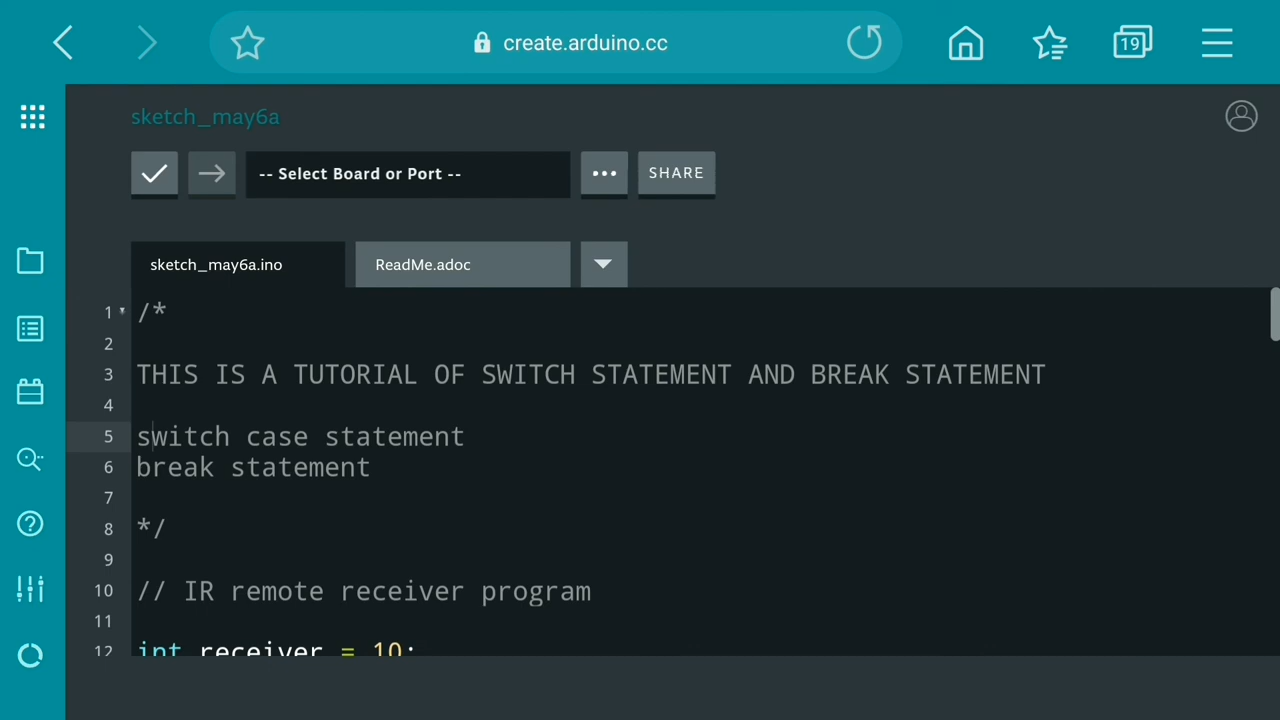 create.arduino.cc
19
sketch_may6a
-- Select Board or Port --
SHARE
sketch_may6a.ino
ReadMe.adoc
1 /*
2
3 THIS IS A TUTORIAL OF SWITCH STATEMENT AND BREAK STATEMENT
4
5 switch case statement
6 break statement
7
8 */
9
10 // IR remote receiver program
11
12 int receiver = 10;